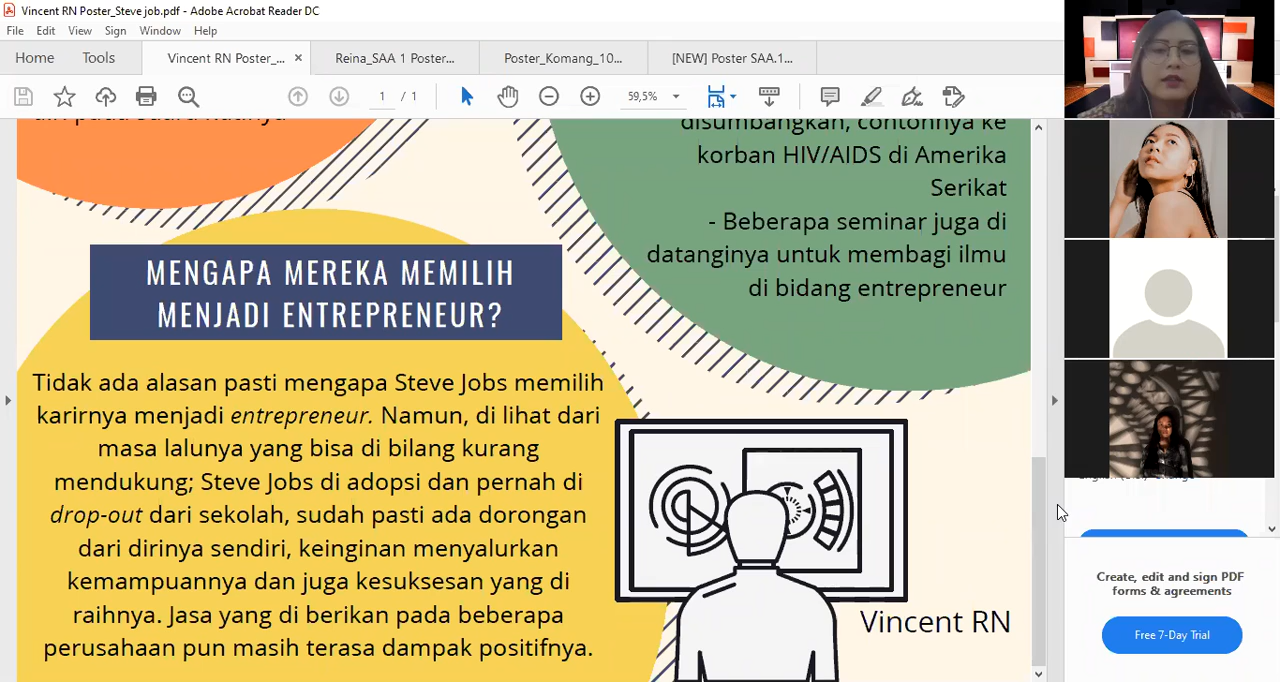 Vincent RN Poster_Steve job.pdf - Adobe Acrobat Reader DC
File Edit View Sign Window Help
Home Tools Vincent RN Poster_... × Reina_SAA 1 Poster... Poster_Komang_10... [NEW] Poster SAA.1...
1 / 1 59,5%
disumbangkan, contohnya ke
korban HIV/AIDS di Amerika
Serikat
- Beberapa seminar juga di
datanginya untuk membagi ilmu
di bidang entrepreneur
MENGAPA MEREKA MEMILIH
MENJADI ENTREPRENEUR?
Tidak ada alasan pasti mengapa Steve Jobs memilih
karirnya menjadi entrepreneur. Namun, di lihat dari
masa lalunya yang bisa di bilang kurang
mendukung; Steve Jobs di adopsi dan pernah di
drop-out dari sekolah, sudah pasti ada dorongan
dari dirinya sendiri, keinginan menyalurkan
kemampuannya dan juga kesuksesan yang di
raihnya. Jasa yang di berikan pada beberapa
perusahaan pun masih terasa dampak positifnya.
Vincent RN
Create, edit and sign PDF
forms & agreements
Free 7-Day Trial